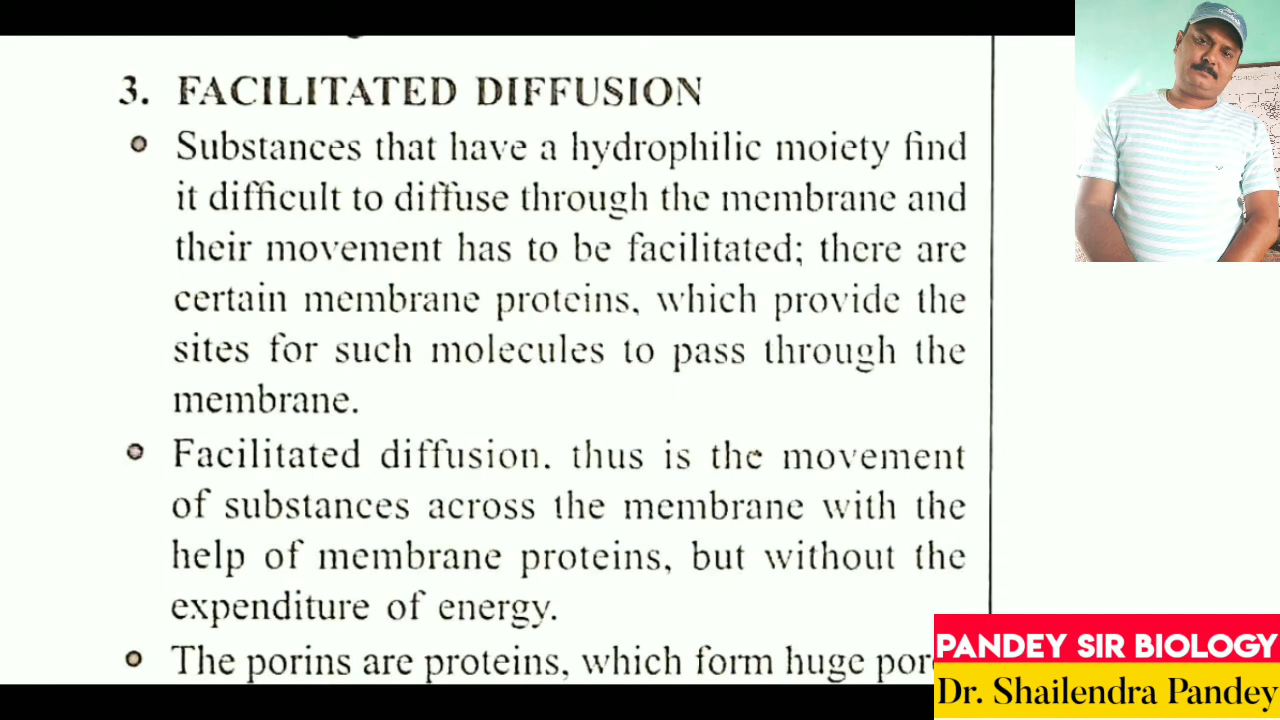 3. FACILITATED DIFFUSION
Substances that have a hydrophilic moiety find
it difficult to diffuse through the membrane and
their movement has to be facilitated; there are
certain membrane proteins, which provide the
sites for such molecules to pass through the
membrane.
Facilitated diffusion. thus is the movement
of substances across the membrane with the
help of membrane proteins, but without the
expenditure of energy.
The porins are proteins, which form huge
PANDEY SIR BIOLOGY
Dr. Shailendra Pandey